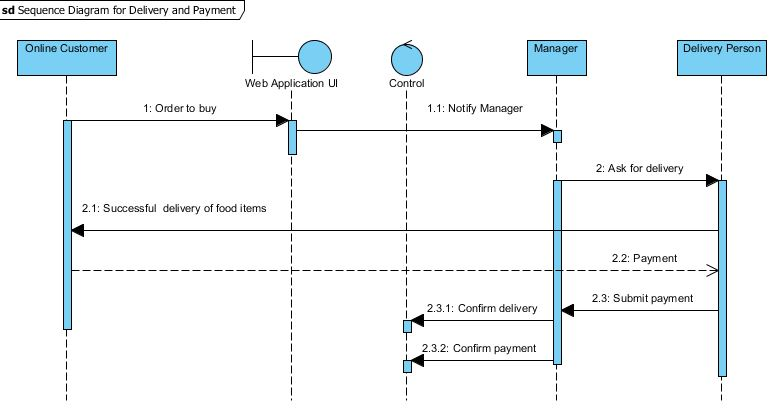 sd Sequence Diagram for Delivery and Payment
Online Customer
Web Application UI
Control
Manager
Delivery Person
1: Order to buy
1.1: Notify Manager
2: Ask for delivery
2.1: Successful  delivery of food items
2.2: Payment
2.3: Submit payment
2.3.1: Confirm delivery
2.3.2: Confirm payment